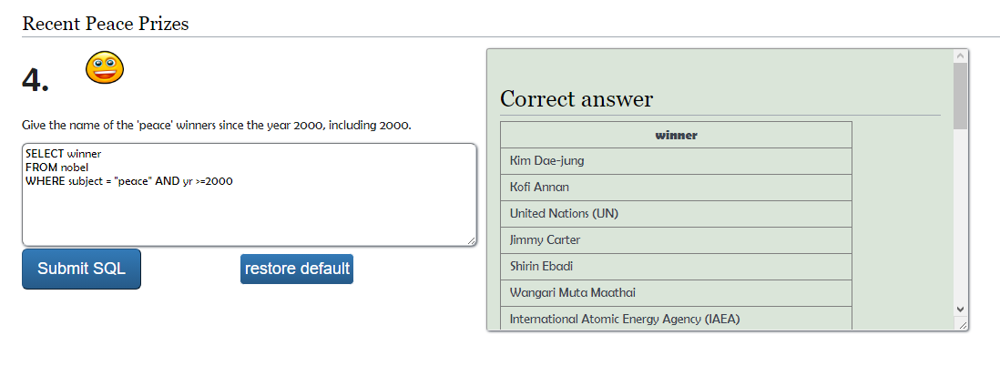 Recent Peace Prizes
4.
Give the name of the 'peace' winners since the year 2000, including 2000.
SELECT winner
FROM nobel
WHERE subject = "peace" AND yr >=2000
Submit SQL
restore default
Correct answer
winner
Kim Dae-jung
Kofi Annan
United Nations (UN)
Jimmy Carter
Shirin Ebadi
Wangari Muta Maathai
International Atomic Energy Agency (IAEA)